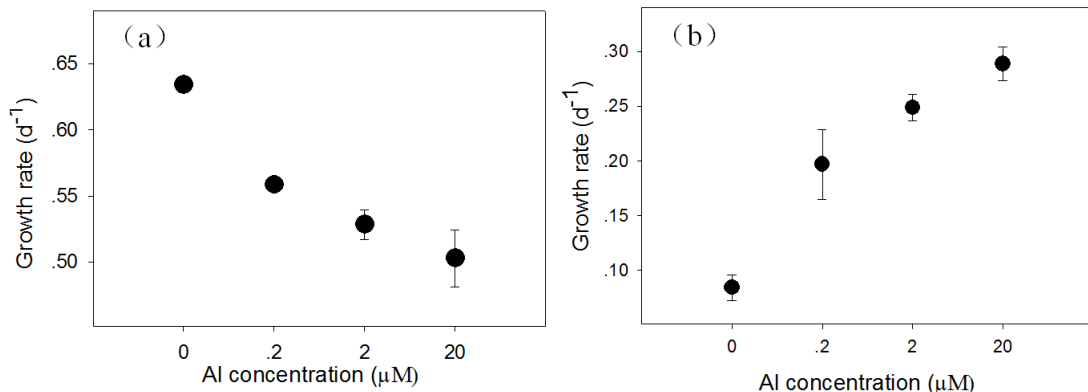 (a)
Growth rate (d-1)
.65
.60
.55
.50
0 .2 2 20
Al concentration (µM)
(b)
Growth rate (d-1)
.30
.25
.20
.15
.10
0 .2 2 20
Al concentration (µM)